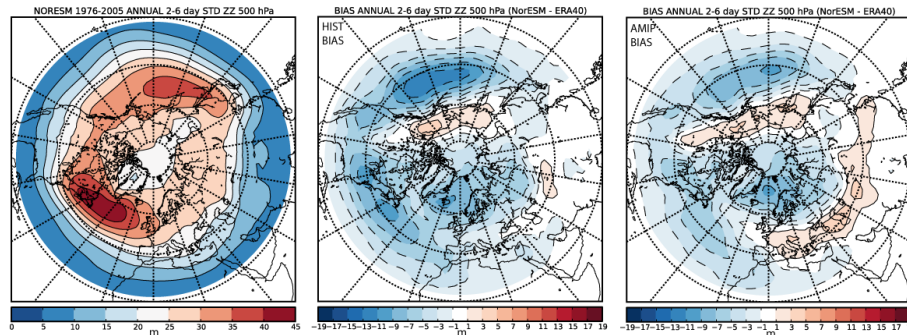 NORESM 1976-2005 ANNUAL 2-6 day STD ZZ 500 hPa
0 5 10 15 20 25 30 35 40 45
m
BIAS ANNUAL 2-6 day STD ZZ 500 hPa (NorESM - ERA40)
HIST
BIAS
−19−17−15−13−11−9 −7 −5 −3 −1 1 3 5 7 9 11 13 15 17 19
m
BIAS ANNUAL 2-6 day STD ZZ 500 hPa (NorESM - ERA40)
AMIP
BIAS
−19−17−15−13−11−9 −7 −5 −3 −1 1 3 5 7 9 11 13 15 17 19
m